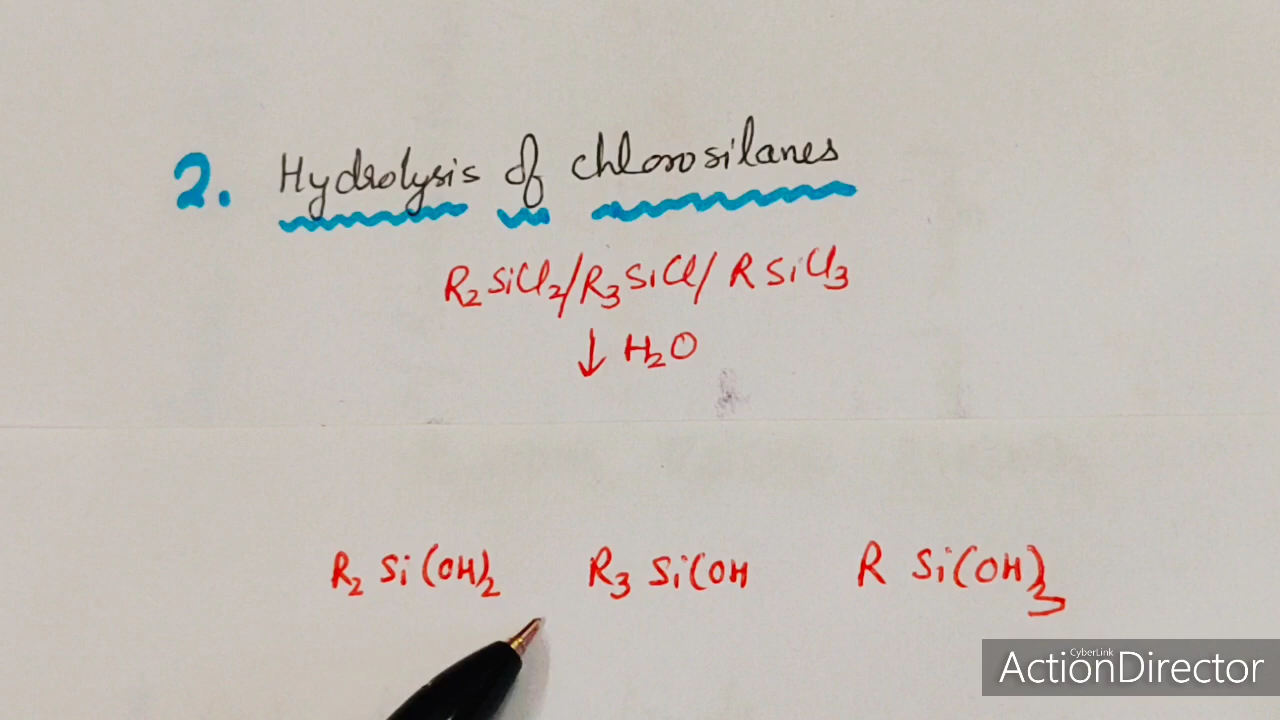 2. Hydrolysis of chlorosilanes
R₂SiCl₂/R₃SiCl/RSiCl₃
↓ H₂O
R₂ Si(OH)₂ R₃ Si(OH R Si(OH)₃
CyberLink
ActionDirector